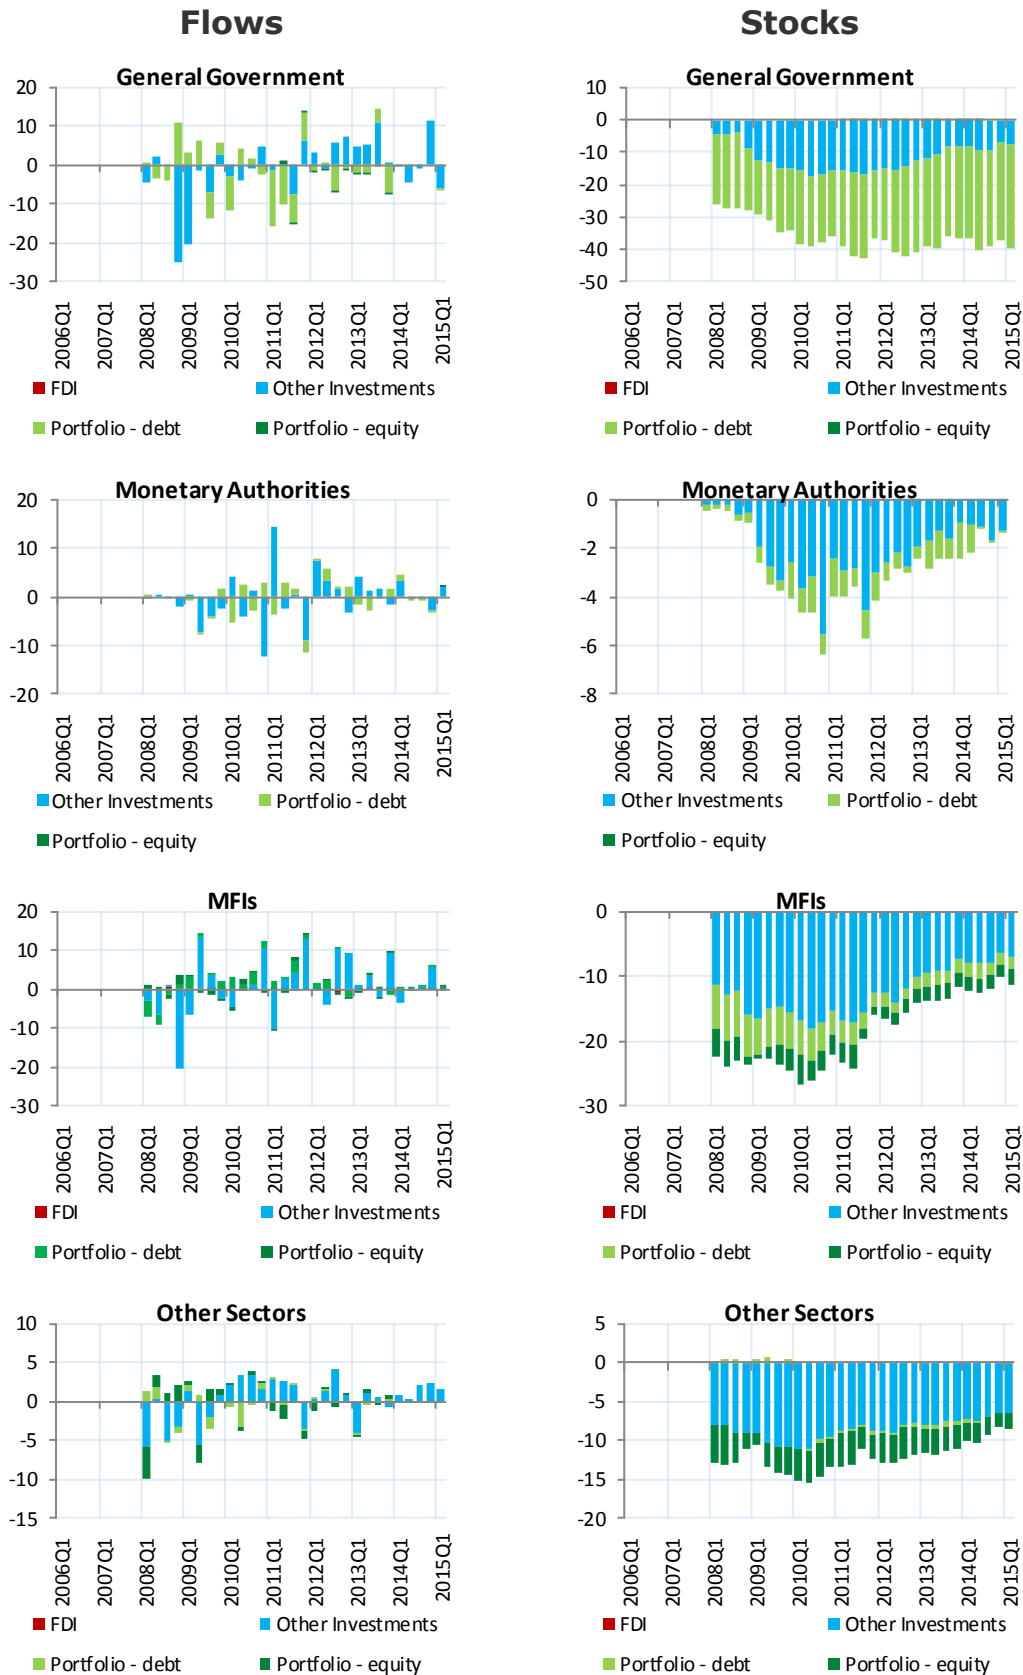 Flows
Stocks
General Government
20
10
0
-10
-20
-30
2006Q1
2007Q1
2008Q1
2009Q1
2010Q1
2011Q1
2012Q1
2013Q1
2014Q1
2015Q1
FDI
Other Investments
Portfolio - debt
Portfolio - equity
General Government
10
0
-10
-20
-30
-40
-50
2006Q1
2007Q1
2008Q1
2009Q1
2010Q1
2011Q1
2012Q1
2013Q1
2014Q1
2015Q1
FDI
Other Investments
Portfolio - debt
Portfolio - equity
Monetary Authorities
20
10
0
-10
-20
2006Q1
2007Q1
2008Q1
2009Q1
2010Q1
2011Q1
2012Q1
2013Q1
2014Q1
2015Q1
Other Investments
Portfolio - debt
Portfolio - equity
Monetary Authorities
0
-2
-4
-6
-8
2006Q1
2007Q1
2008Q1
2009Q1
2010Q1
2011Q1
2012Q1
2013Q1
2014Q1
2015Q1
Other Investments
Portfolio - debt
Portfolio - equity
MFIs
20
10
0
-10
-20
-30
2006Q1
2007Q1
2008Q1
2009Q1
2010Q1
2011Q1
2012Q1
2013Q1
2014Q1
2015Q1
FDI
Other Investments
Portfolio - debt
Portfolio - equity
MFIs
0
-10
-20
-30
2006Q1
2007Q1
2008Q1
2009Q1
2010Q1
2011Q1
2012Q1
2013Q1
2014Q1
2015Q1
FDI
Other Investments
Portfolio - debt
Portfolio - equity
Other Sectors
10
5
0
-5
-10
-15
2006Q1
2007Q1
2008Q1
2009Q1
2010Q1
2011Q1
2012Q1
2013Q1
2014Q1
2015Q1
FDI
Other Investments
Portfolio - debt
Portfolio - equity
Other Sectors
5
0
-5
-10
-15
-20
2006Q1
2007Q1
2008Q1
2009Q1
2010Q1
2011Q1
2012Q1
2013Q1
2014Q1
2015Q1
FDI
Other Investments
Portfolio - debt
Portfolio - equity